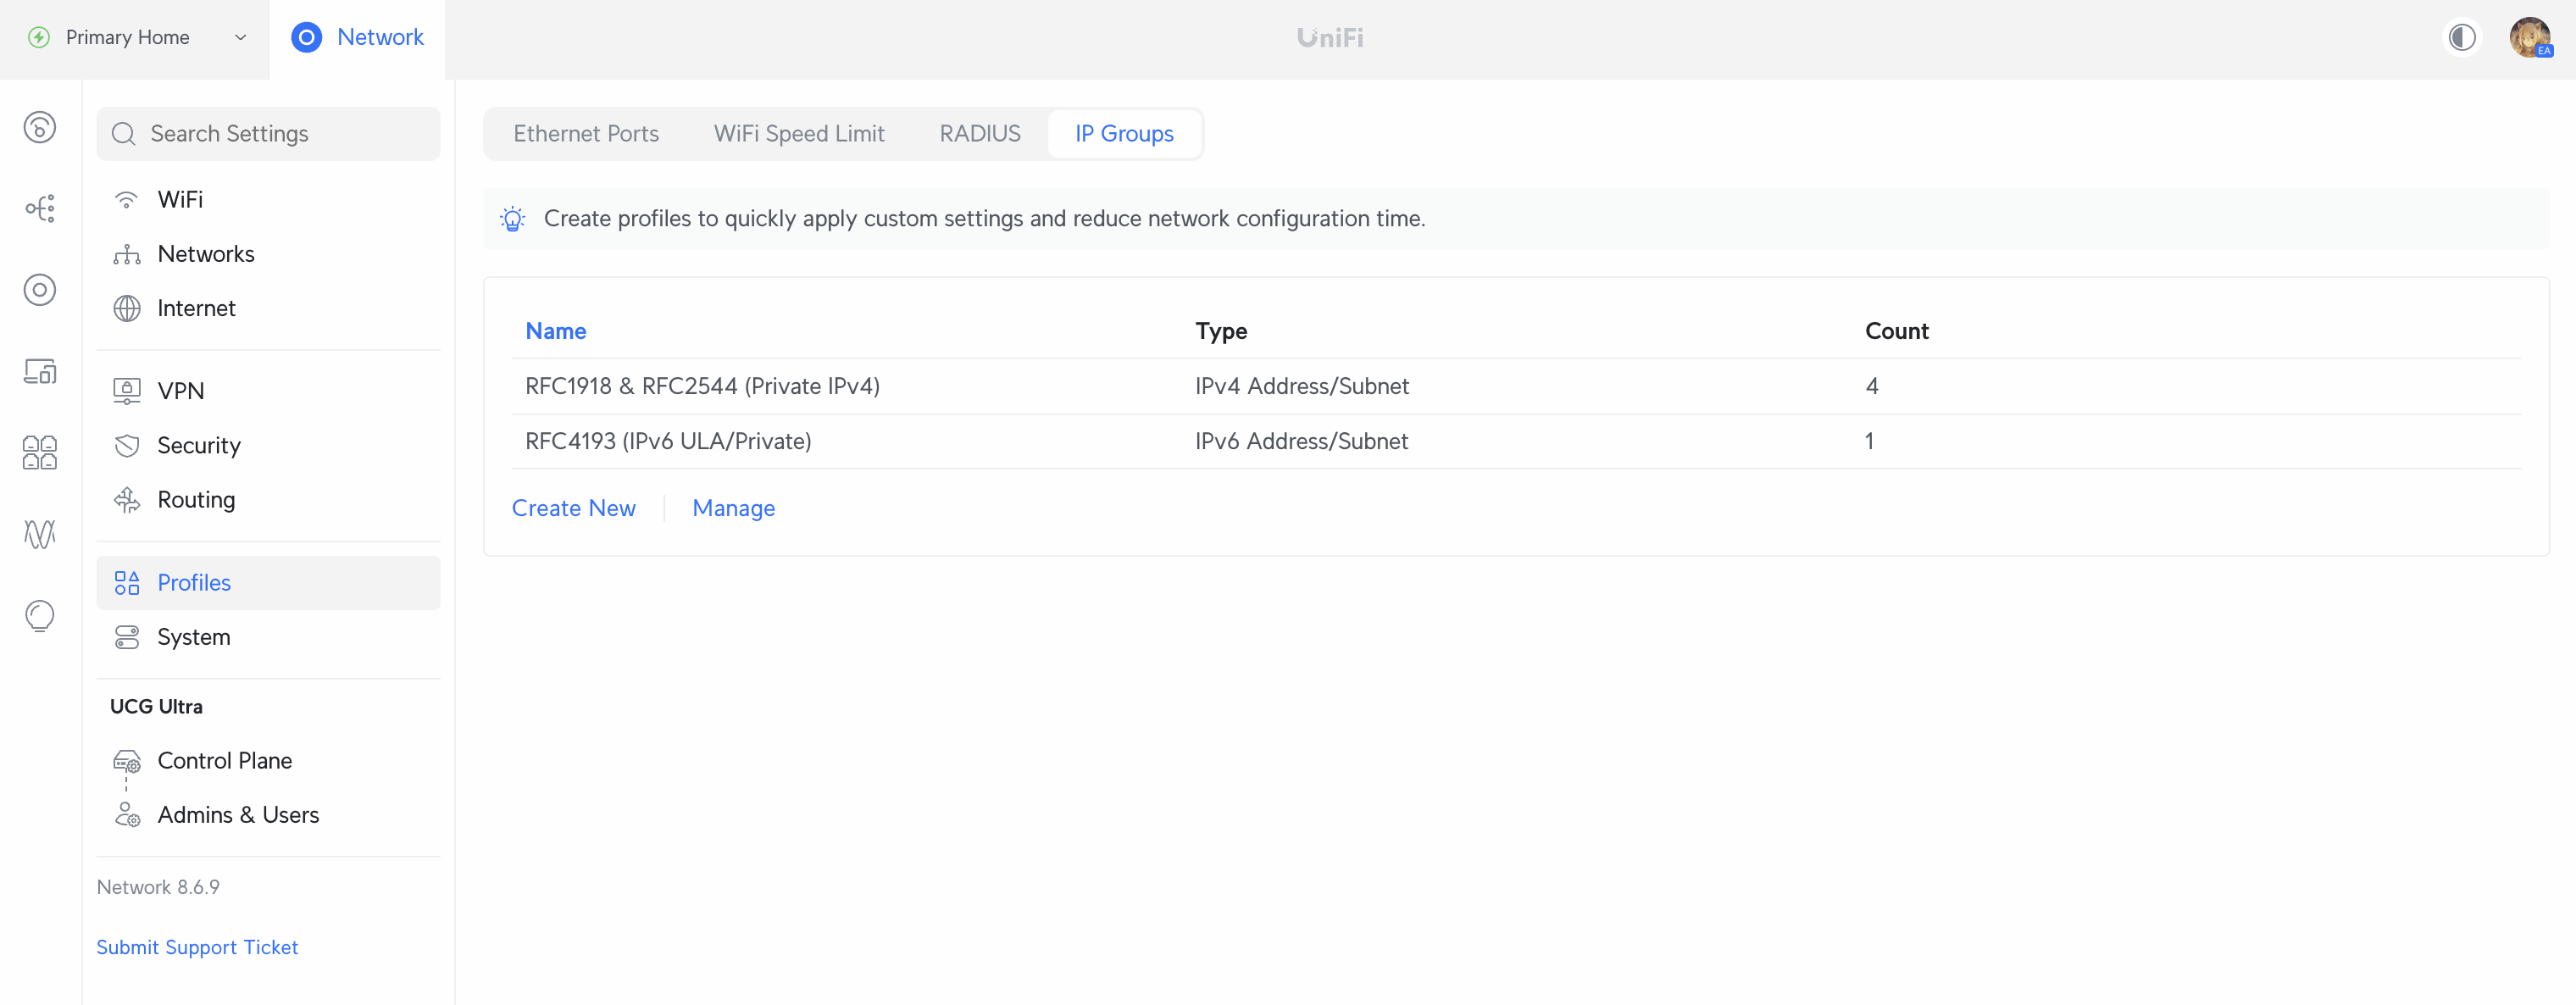 Primary Home
Network
UniFi
EA
Search Settings
WiFi
Networks
Internet
VPN
Security
Routing
Profiles
System
UCG Ultra
Control Plane
Admins & Users
Network 8.6.9
Submit Support Ticket
Ethernet Ports WiFi Speed Limit RADIUS IP Groups
Create profiles to quickly apply custom settings and reduce network configuration time.
Name Type Count
RFC1918 & RFC2544 (Private IPv4) IPv4 Address/Subnet 4
RFC4193 (IPv6 ULA/Private) IPv6 Address/Subnet 1
Create New Manage